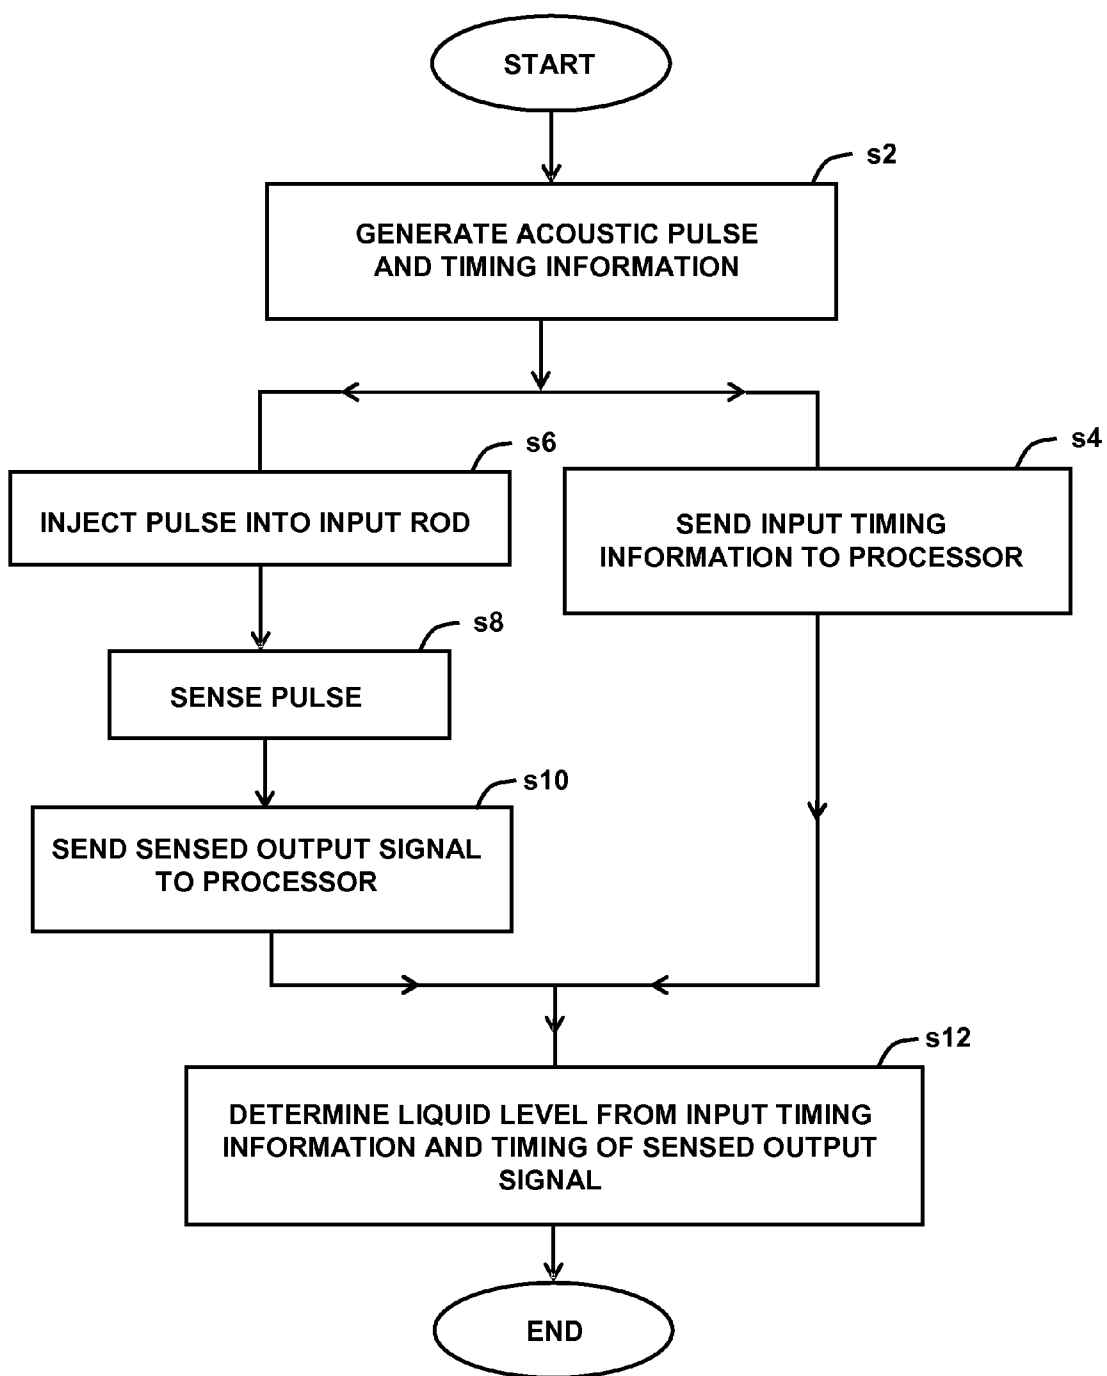 START
s2
GENERATE ACOUSTIC PULSE
AND TIMING INFORMATION
s6
INJECT PULSE INTO INPUT ROD
s4
SEND INPUT TIMING
INFORMATION TO PROCESSOR
s8
SENSE PULSE
s10
SEND SENSED OUTPUT SIGNAL
TO PROCESSOR
s12
DETERMINE LIQUID LEVEL FROM INPUT TIMING
INFORMATION AND TIMING OF SENSED OUTPUT
SIGNAL
END